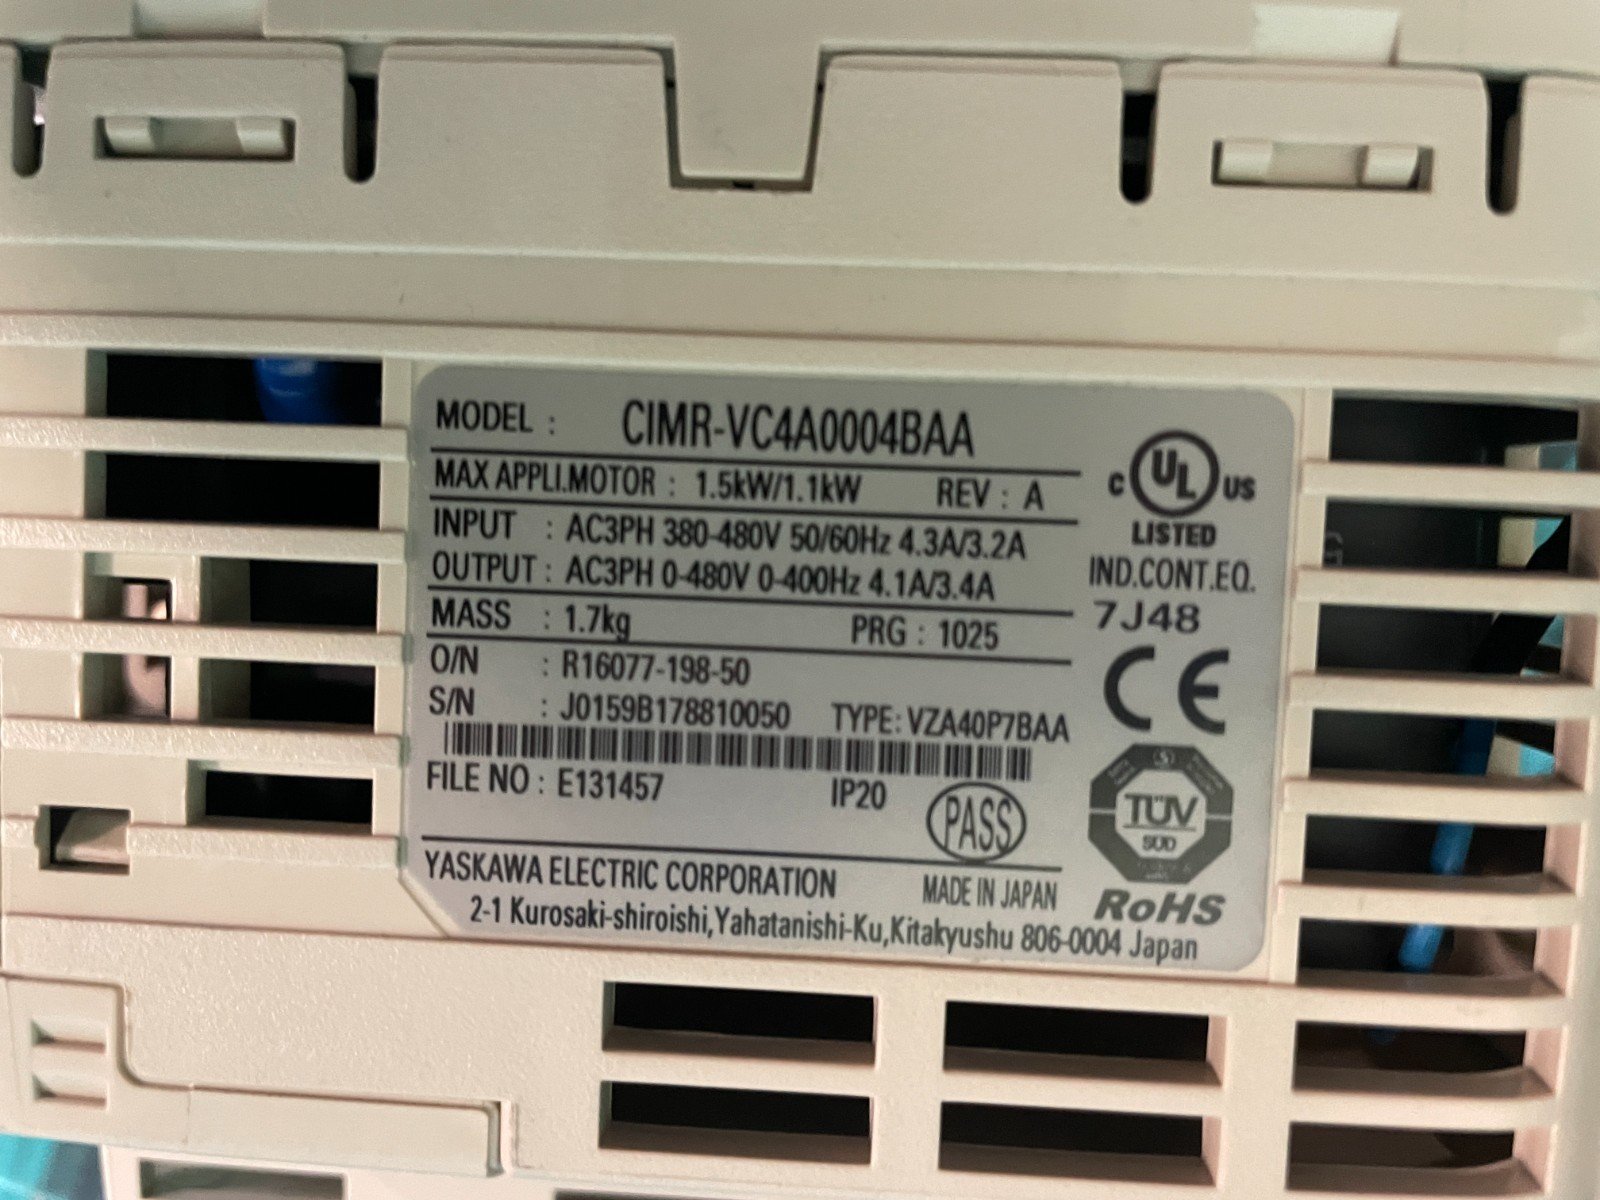 MODEL : CIMR-VC4A0004BAA
MAX APPLI.MOTOR : 1.5kW/1.1kW REV : A
INPUT : AC3PH 380-480V 50/60Hz 4.3A/3.2A
OUTPUT : AC3PH 0-480V 0-400Hz 4.1A/3.4A
MASS : 1.7kg PRG : 1025
O/N : R16077-198-50
S/N : J0159B178810050 TYPE: VZA40P7BAA
FILE NO : E131457 IP20
PASS
YASKAWA ELECTRIC CORPORATION MADE IN JAPAN
2-1 Kurosaki-shiroishi,Yahatanishi-Ku,Kitakyushu 806-0004 Japan
C UL US
LISTED
IND.CONT.EQ.
7J48
CE
TÜV
SÜD
RoHS